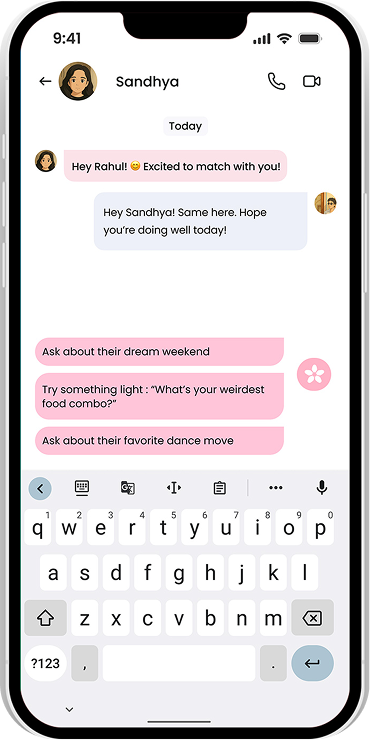 9:41
Sandhya
Today
Hey Rahul! 😊 Excited to match with you!
Hey Sandhya! Same here. Hope
you're doing well today!
Ask about their dream weekend
Try something light : “What's your weirdest
food combo?”
Ask about their favorite dance move
1 2 3 4 5 6 7 8 9 0
q w e r t y u i o p
a s d f g h j k l
z x c v b n m
?123 , .